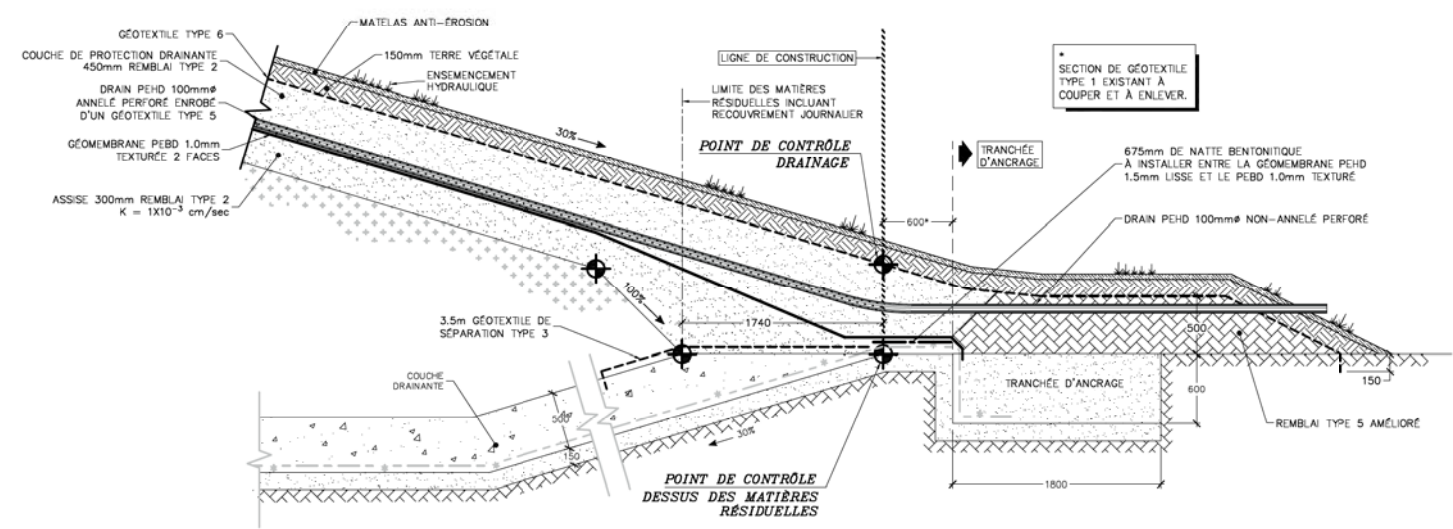 MATELAS ANTI-ÉROSION
GÉOTEXTILE TYPE 6
150mm TERRE VÉGÉTALE
COUCHE DE PROTECTION DRAINANTE
450mm REMBLAI TYPE 2
ENSEMENCEMENT
HYDRAULIQUE
DRAIN PEHD 100mmø
ANNELÉ PERFORÉ ENROBÉ
D'UN GÉOTEXTILE TYPE 5
GÉOMEMBRANE PEBD 1.0mm
TEXTURÉE 2 FACES
ASSISE 300mm REMBLAI TYPE 2
K = 1X10⁻³ cm/sec
30%
LIGNE DE CONSTRUCTION
LIMITE DES MATIÈRES
RÉSIDUELLES INCLUANT
RECOUVREMENT JOURNALIER
POINT DE CONTRÔLE
DRAINAGE
*
SECTION DE GÉOTEXTILE
TYPE 1 EXISTANT À
COUPER ET À ENLEVER.
TRANCHÉE
D'ANCRAGE
675mm DE NATTE BENTONITIQUE
À INSTALLER ENTRE LA GÉOMEMBRANE PEHD
1.5mm LISSE ET LE PEBD 1.0mm TEXTURÉ
600*
DRAIN PEHD 100mmø NON-ANNELÉ PERFORÉ
100%
1740
500
3.5m GÉOTEXTILE DE
SÉPARATION TYPE 3
COUCHE
DRAINANTE
500
150
30%
TRANCHÉE D'ANCRAGE
600
150
REMBLAI TYPE 5 AMÉLIORÉ
POINT DE CONTRÔLE
DESSUS DES MATIÈRES
RÉSIDUELLES
1800